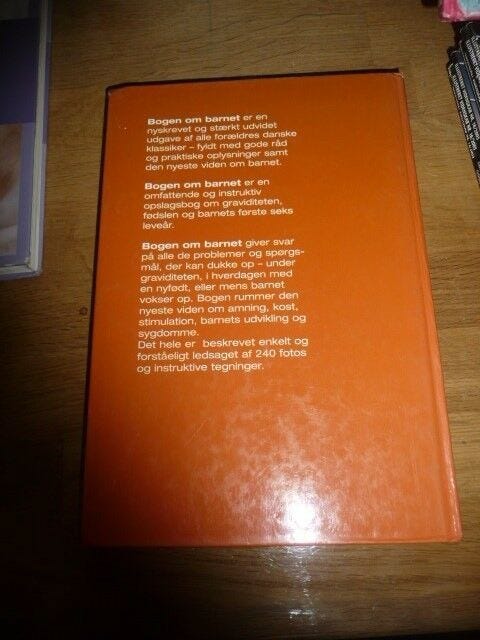 Bogen om barnet er en
nyskrevet og stærkt udvidet
udgave af alle forældres danske
klassiker – fyldt med gode råd
og praktiske oplysninger samt
den nyeste viden om barnet.
Bogen om barnet er en
omfattende og instruktiv
opslagsbog om graviditeten,
fødslen og barnets første seks
leveår.
Bogen om barnet giver svar
på alle de problemer og spørgs-
mål, der kan dukke op – under
graviditeten, i hverdagen med
en nyfødt, eller mens barnet
vokser op. Bogen rummer den
nyeste viden om amning, kost,
stimulation, barnets udvikling og
sygdomme.
Det hele er beskrevet enkelt og
forståeligt ledsaget af 240 fotos
og instruktive tegninger.